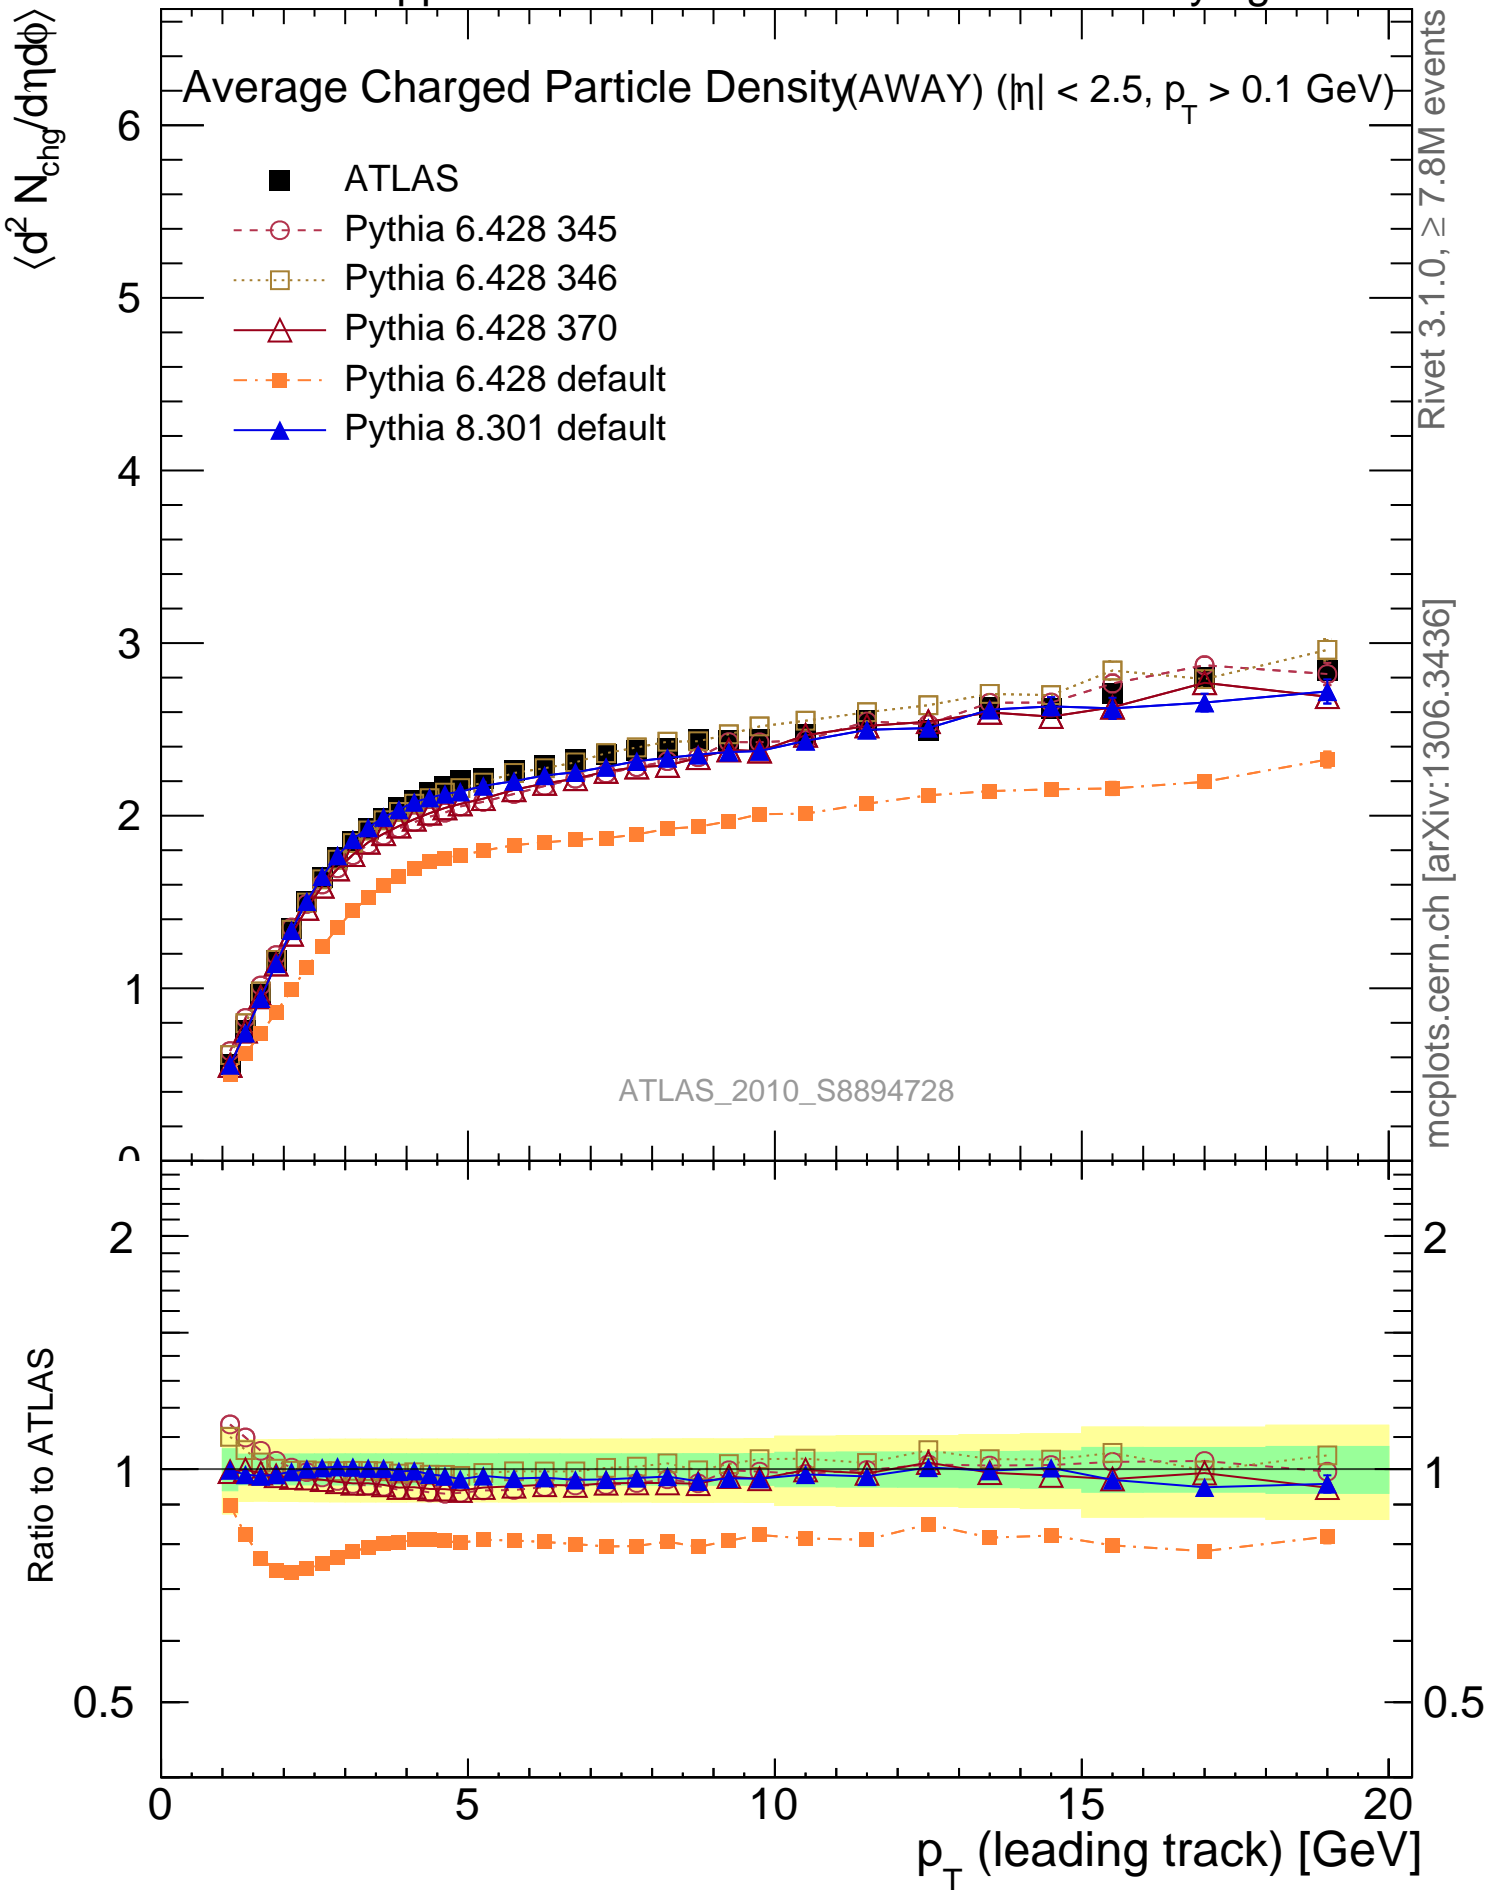 Average Charged Particle Density (AWAY) (|η| < 2.5, p_T > 0.1 GeV)
⟨d² N_chg/dηdϕ⟩
ATLAS
Pythia 6.428 345
Pythia 6.428 346
Pythia 6.428 370
Pythia 6.428 default
Pythia 8.301 default
6
5
4
3
2
1
0
ATLAS_2010_S8894728
Rivet 3.1.0, ≥ 7.8M events
mcplots.cern.ch [arXiv:1306.3436]
Ratio to ATLAS
2
1
0.5
2
1
0.5
0
5
10
15
20
p_T (leading track) [GeV]